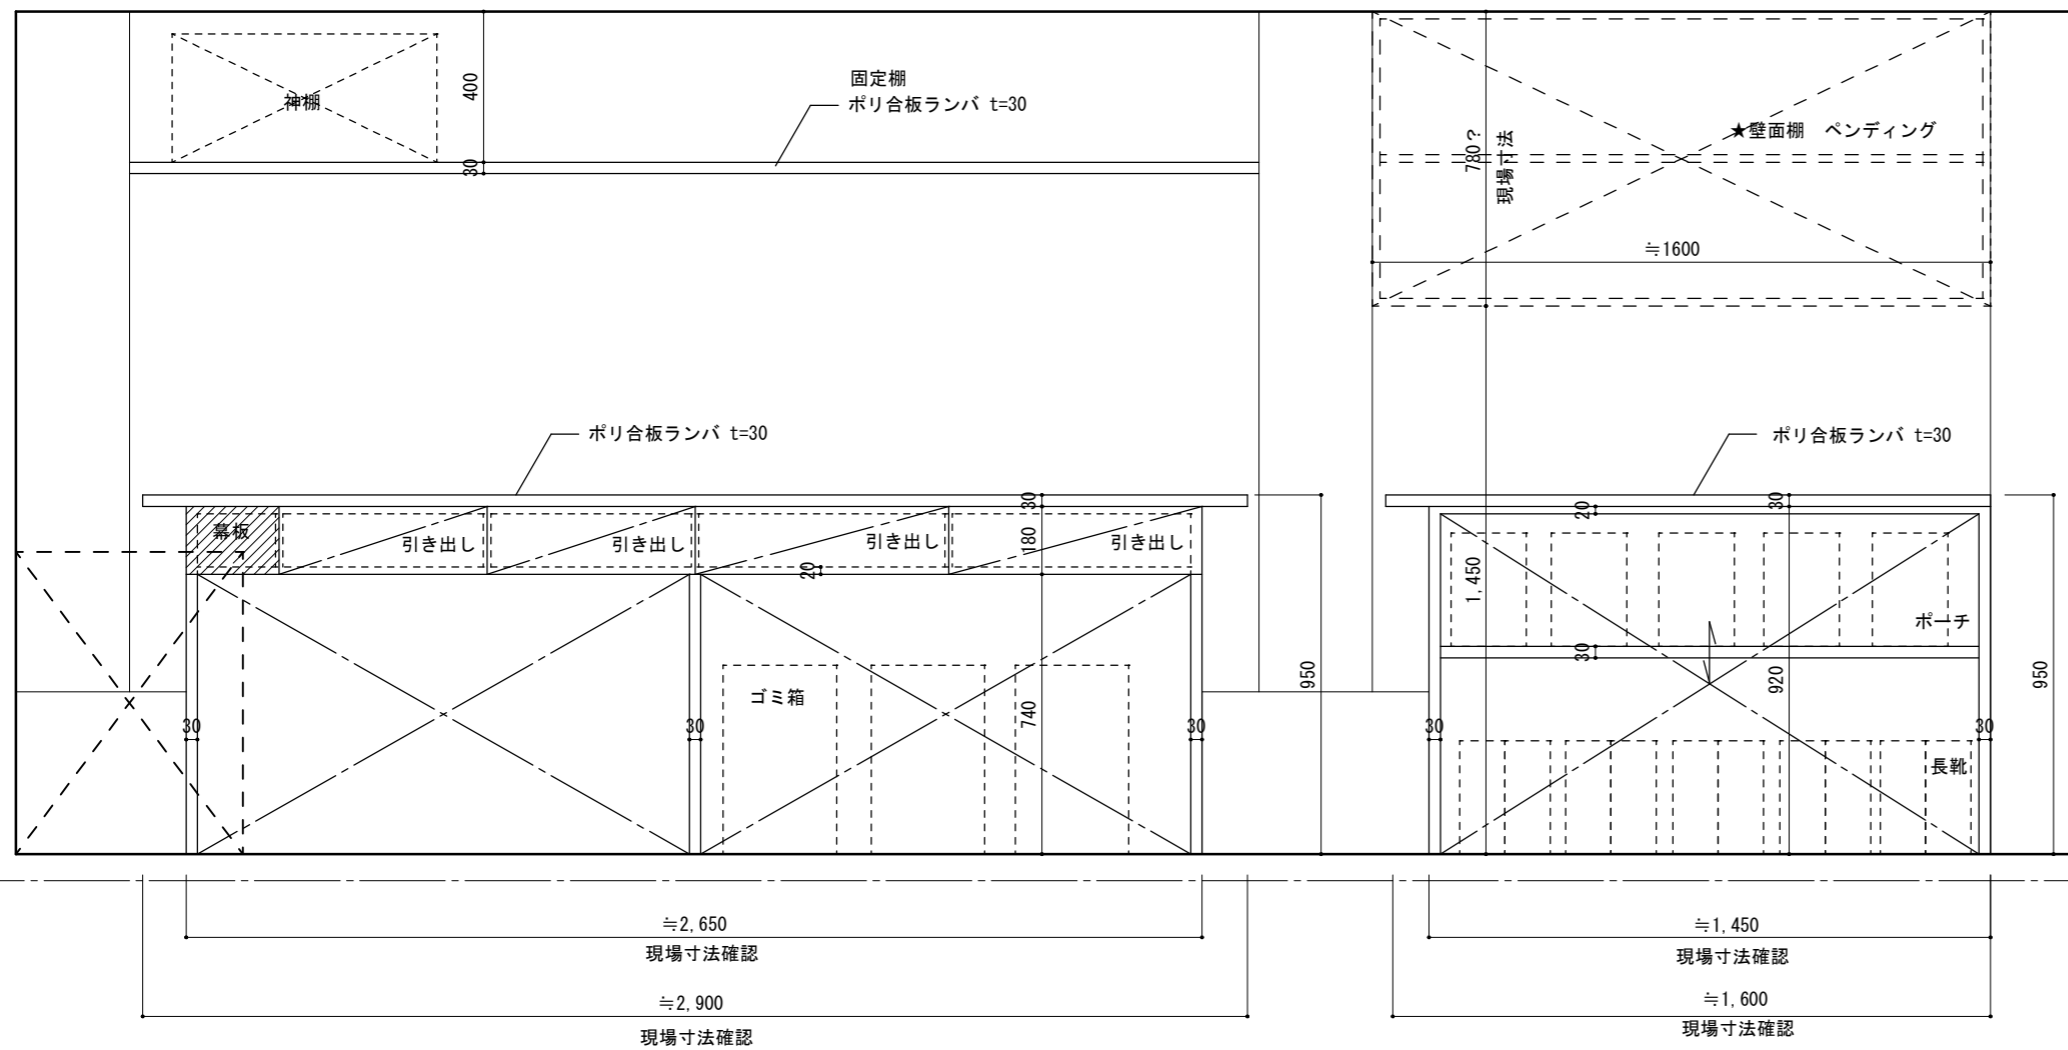 神棚
400
30
固定棚
ポリ合板ランバ t=30
★壁面棚　ペンディング
780?
現場寸法
≒1600
ポリ合板ランバ t=30
ポリ合板ランバ t=30
幕板
引き出し
引き出し
引き出し
引き出し
30
180
20
740
950
ゴミ箱
30
30
30
20
30
1,450
ポーチ
30
920
950
30
30
長靴
≒2,650
現場寸法確認
≒1,450
現場寸法確認
≒2,900
現場寸法確認
≒1,600
現場寸法確認